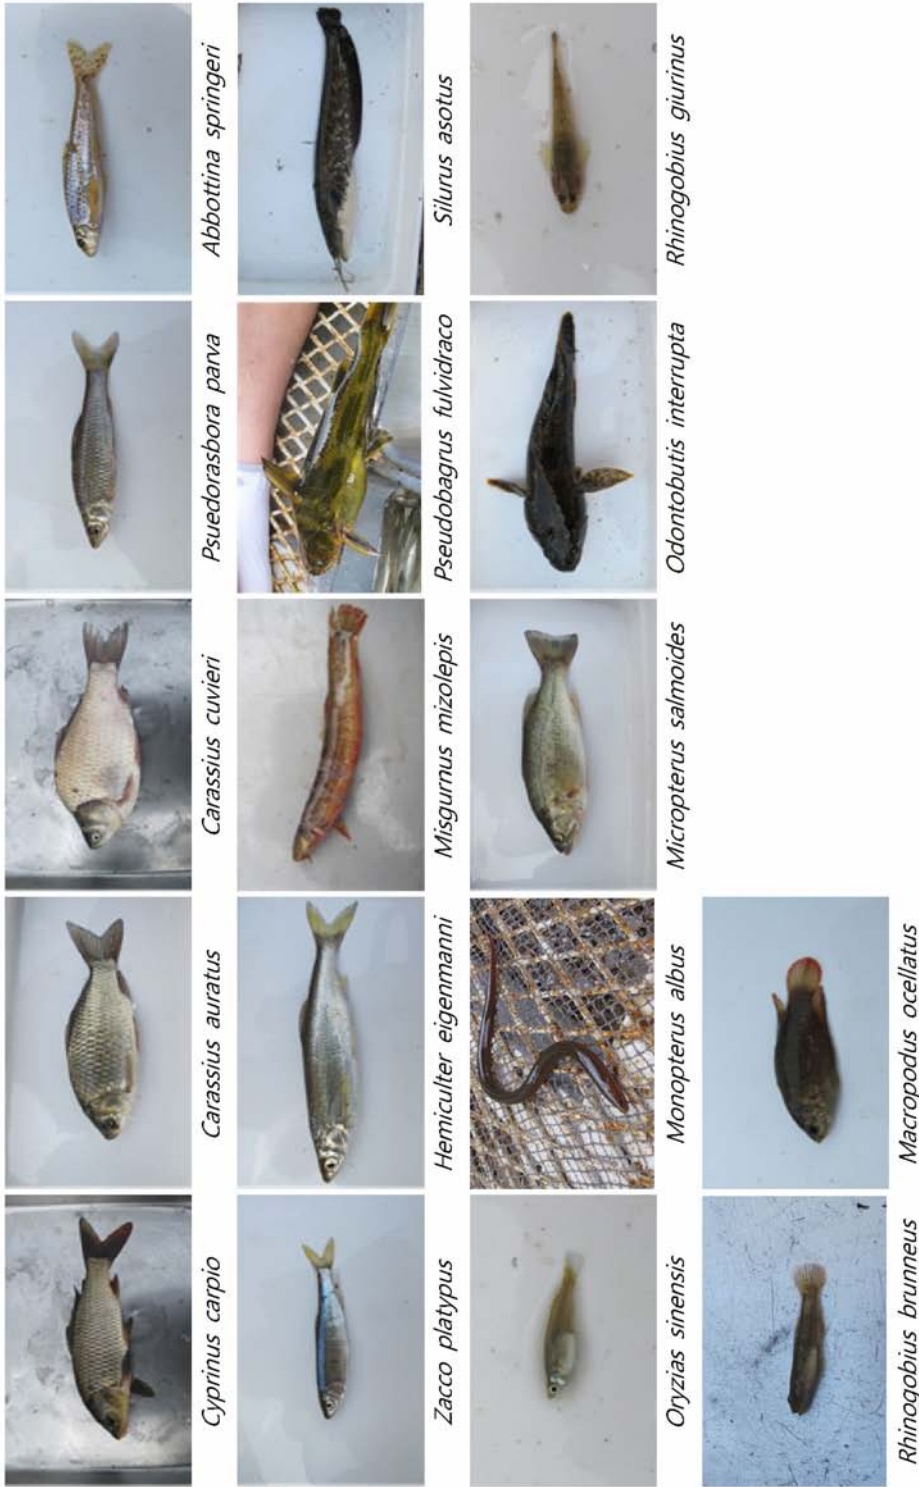 Cyprinus carpio
Carassius auratus
Carassius cuvieri
Psuedorasbora parva
Abbottina springeri
Zacco platypus
Hemiculter eigenmanni
Misgurnus mizolepis
Pseudobagrus fulvidraco
Silurus asotus
Oryzias sinensis
Monopterus albus
Micropterus salmoides
Odontobutis interrupta
Rhinogobius giurinus
Rhinogobius brunneus
Macropodus ocellatus